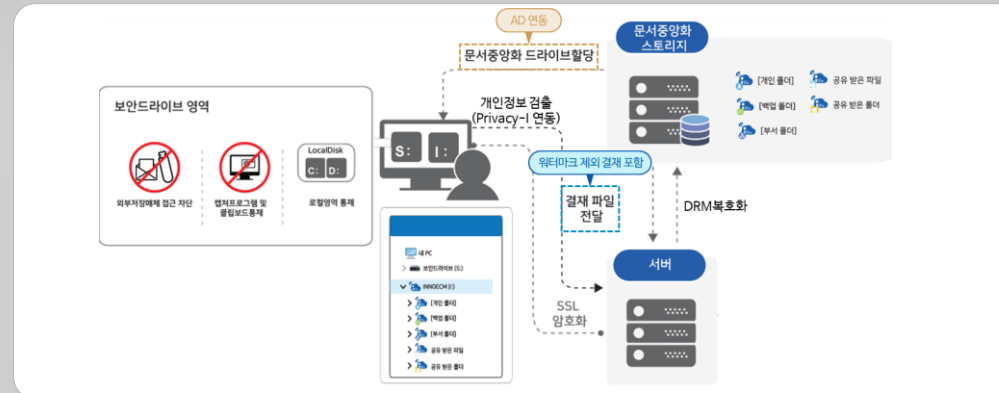 AD 연동
문서중앙화 드라이브할당
문서중앙화
스토리지
[개인 폴더]
공유 받은 파일
[백업 폴더]
공유 받은 폴더
[부서 폴더]
보안드라이브 영역
외부저장매체 접근 차단
캡쳐프로그램 및
클립보드통제
LocalDisk
C: D:
로컬영역 통제
개인정보 검출
(Privacy-I 연동)
S: I:
워터마크 제외 결재 포함
결재 파일
전달
DRM복호화
서버
SSL
암호화
내 PC
보안드라이브 (S:)
INNOECM (I:)
[개인 폴더]
[백업 폴더]
[부서 폴더]
공유 받은 파일
공유 받은 폴더